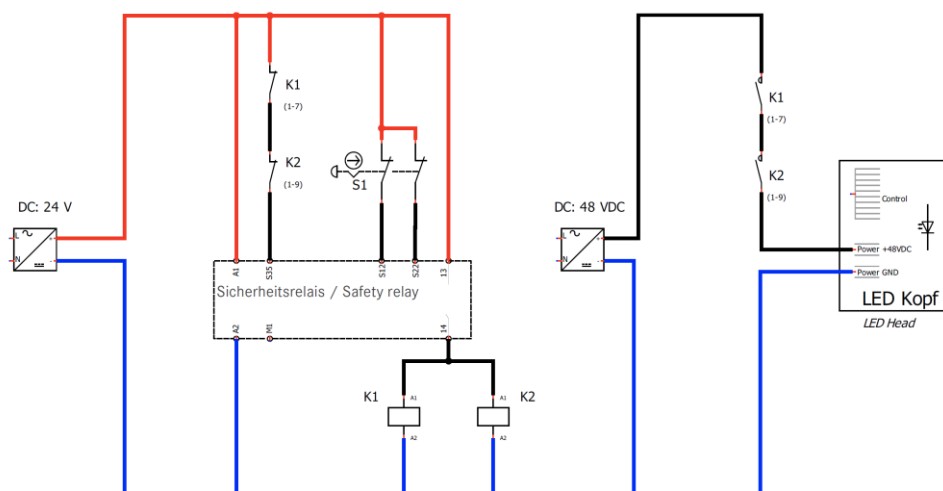 K1
(1-7)
K2
(1-9)
S1
DC: 24 V
L
N
A1
S35
S12
S22
13
Sicherheitsrelais / Safety relay
A2
M1
14
K1
A1
A2
K2
A1
A2
K1
(1-7)
K2
(1-9)
DC: 48 VDC
L
N
Control
Power +48VDC
Power GND
LED Kopf
LED Head